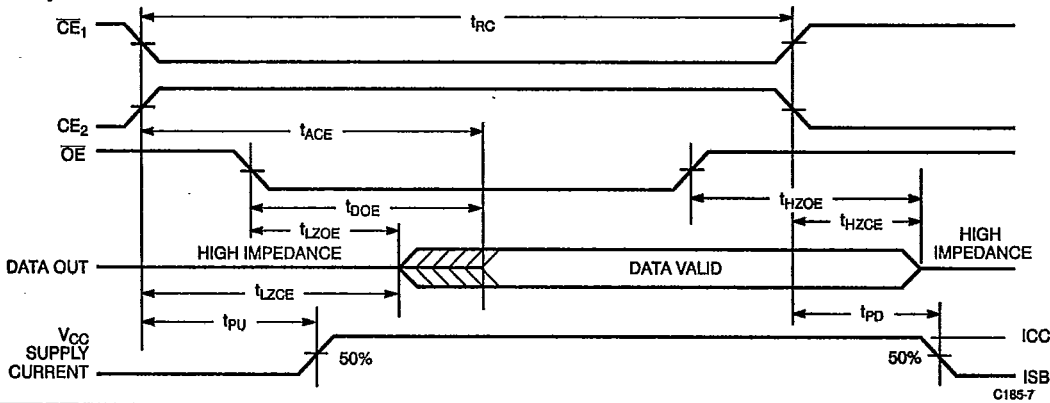 tRC
CE1
CE2
tACE
OE
tDOE
tHZOE
tLZOE
tHZCE
HIGH IMPEDANCE
HIGH
IMPEDANCE
DATA OUT
DATA VALID
tLZCE
tPU
tPD
VCC
SUPPLY
CURRENT
50%
50%
ICC
ISB
C185-7